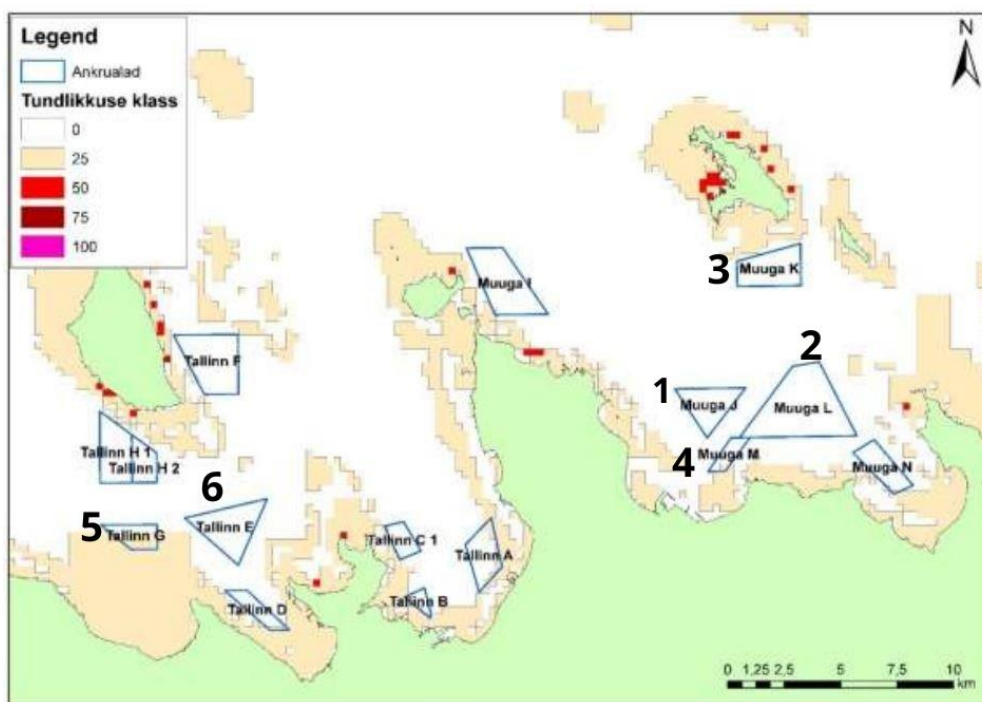 Legend
Ankrualad
Tundlikkuse klass
0
25
50
75
100
N
3
Muuga K
Muuga I
2
Tallinn F
1
Muuga J
Muuga L
4
Muuga M
Muuga N
Tallinn H 1
Tallinn H 2
6
5
Tallinn G
Tallinn E
Tallinn C 1
Tallinn A
Tallinn D
Tallinn B
0 1,25 2,5 5 7,5 10
km